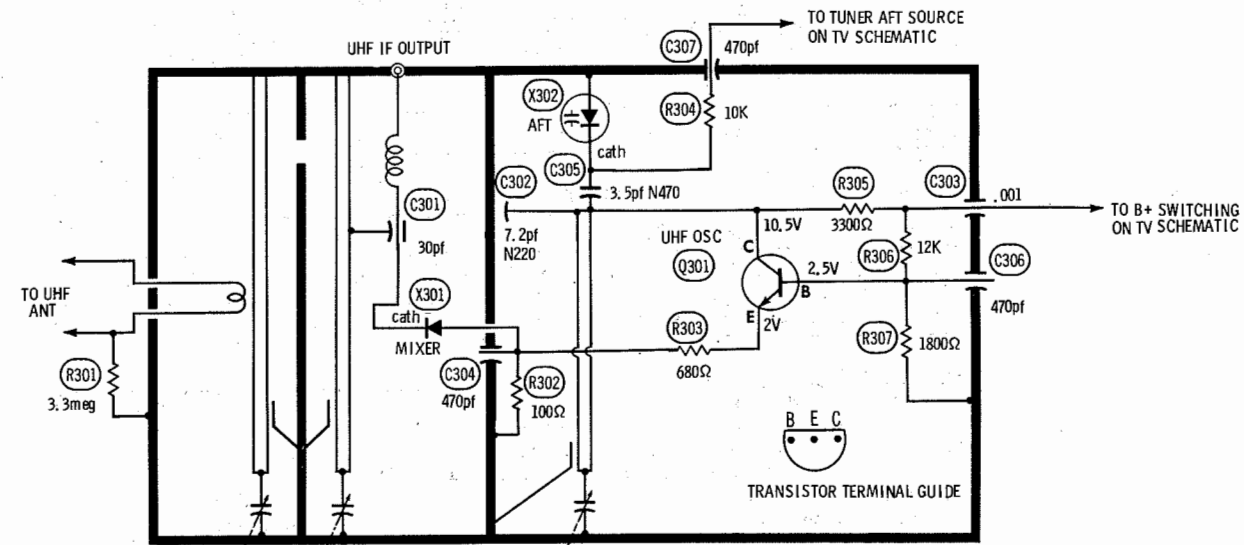 TO TUNER AFT SOURCE
ON TV SCHEMATIC
C307
470pf
UHF IF OUTPUT
X302
AFT
R304
10K
cath
C305
3.5pf N470
C302
7.2pf
N220
C301
30pf
R305
3300Ω
C303
.001
TO B+ SWITCHING
ON TV SCHEMATIC
10.5V
UHF OSC
Q301
C
B
E
2.5V
2V
R306
12K
C306
470pf
TO UHF
ANT
X301
cath
MIXER
R303
680Ω
R307
1800Ω
R301
3.3meg
C304
470pf
R302
100Ω
B E C
TRANSISTOR TERMINAL GUIDE